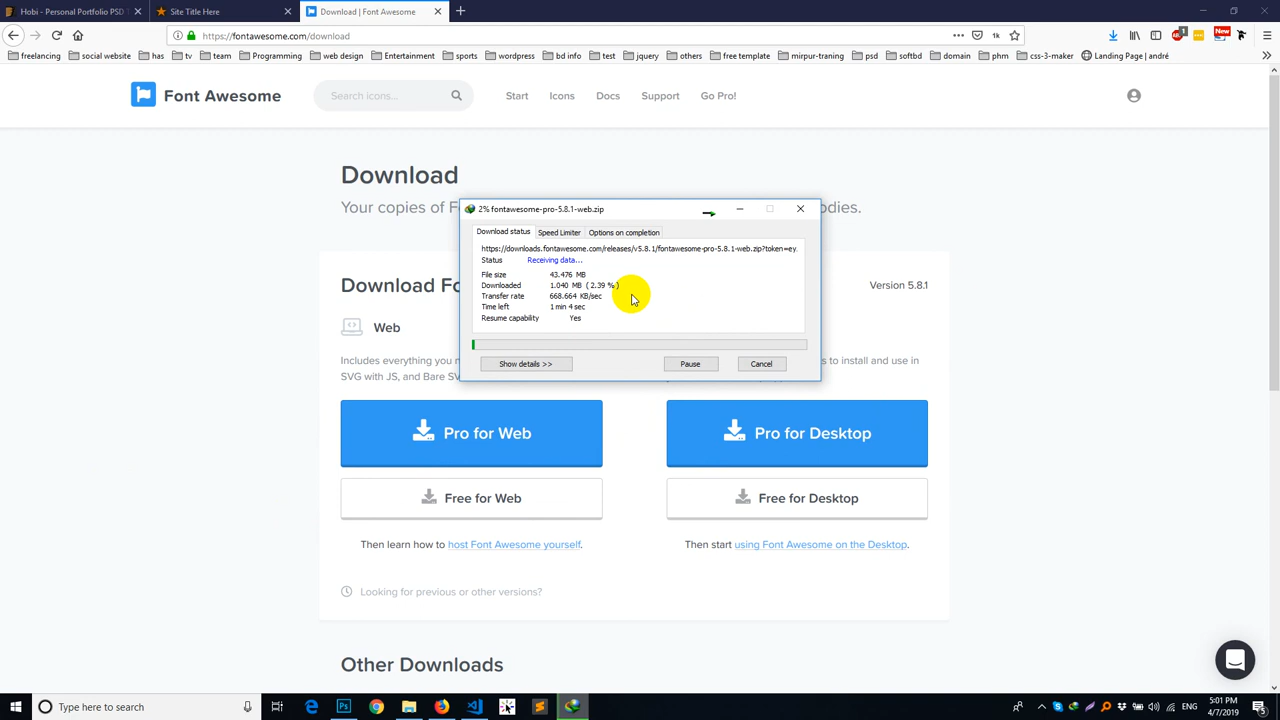 Hobi - Personal Portfolio PSD T
Site Title Here
Download | Font Awesome
https://fontawesome.com/download
1k
New
freelancing
social website
has
tv
team
Programming
web design
Entertainment
sports
wordpress
bd info
others
test
jquery
free template
mirpur-traning
psd
softbd
domain
phm
css-3-maker
Landing Page | andré
Font Awesome
Search icons...
Start
Icons
Docs
Support
Go Pro!
Download
Your copies of F
odies.
2% fontawesome-pro-5.8.1-web.zip
Download status
Speed Limiter
Options on completion
https://downloads.fontawesome.com/releases/v5.8.1/fontawesome-pro-5.8.1-web.zip?token=ey
Status Receiving data...
File size 43.476 MB
Downloaded 1.040 MB ( 2.39 % )
Transfer rate 668.664 KB/sec
Time left 1 min 4 sec
Resume capability Yes
Show details >>
Pause
Cancel
Download Fo
Version 5.8.1
Web
Includes everything you n
to install and use in
SVG with JS, and Bare SV
Pro for Web
Pro for Desktop
Free for Web
Free for Desktop
Then learn how to host Font Awesome yourself.
Then start using Font Awesome on the Desktop.
Looking for previous or other versions?
Other Downloads
Type here to search
ENG
5:01 PM
4/7/2019
5